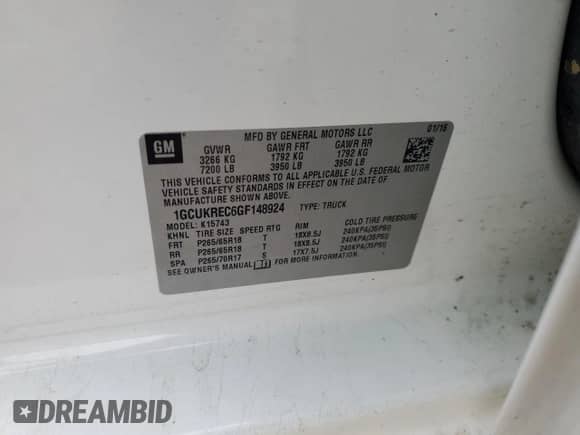 GM
MFD BY GENERAL MOTORS LLC 01/16
GVWR GAWR FRT GAWR RR
3266 KG 1792 KG 1792 KG
7200 LB 3950 LB 3950 LB
THIS VEHICLE CONFORMS TO ALL APPLICABLE U.S. FEDERAL MOTOR
VEHICLE SAFETY STANDARDS IN EFFECT ON THE DATE OF
MANUFACTURE SHOWN ABOVE.
1GCUKREC6GF148924 TYPE: TRUCK
MODEL: K15743
KHNL TIRE SIZE SPEED RTG RIM COLD TIRE PRESSURE
FRT P265/65R18 T 18X8.5J 240KPA(35PSI)
RR P265/65R18 T 18X8.5J 240KPA(35PSI)
SPA P265/70R17 S 17X7.5J 240KPA(35PSI)
SEE OWNER'S MANUAL FOR MORE INFORMATION.
DREAMBID